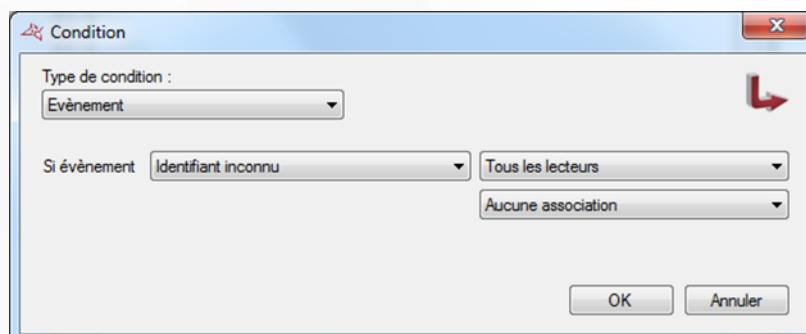 Condition
Type de condition :
Evènement
Si évènement Identifiant inconnu Tous les lecteurs
Aucune association
OK Annuler